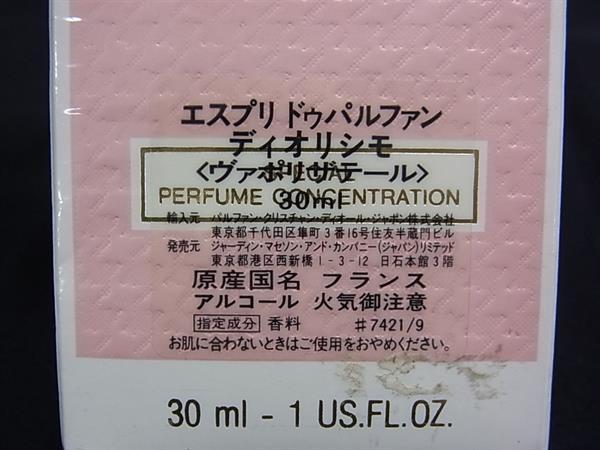 エスプリ ドゥパルファン
ディオリシモ
〈ヴァポリザテール〉
PERFUME CONCENTRATION
30ml
輸入元 パルファン・クリスチャン・ディオール・ジャポン株式会社
東京都千代田区隼町3番16号住友半蔵門ビル
発売元 ジャーディン・マセソン・アンド・カンパニー(ジャパン)リミテッド
東京都港区西新橋1-3-12 日石本館3階
原産国名 フランス
アルコール 火気御注意
指定成分 香料 #7421/9
お肌に合わないときはご使用をおやめください。
30 ml - 1 US.FL.OZ.